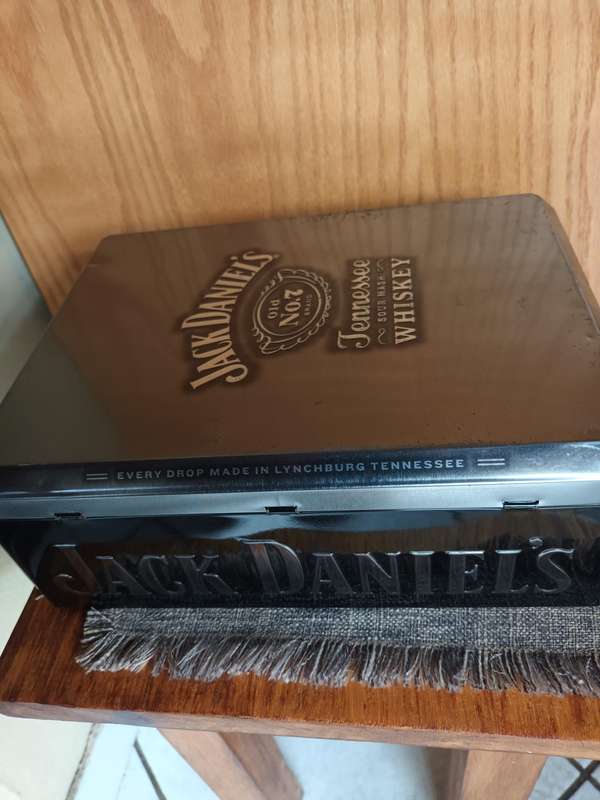 JACK DANIEL'S
OLD
NO.7
BRAND
Tennessee
SOUR MASH
WHISKEY
EVERY DROP MADE IN LYNCHBURG TENNESSEE
JACK DANIEL'S